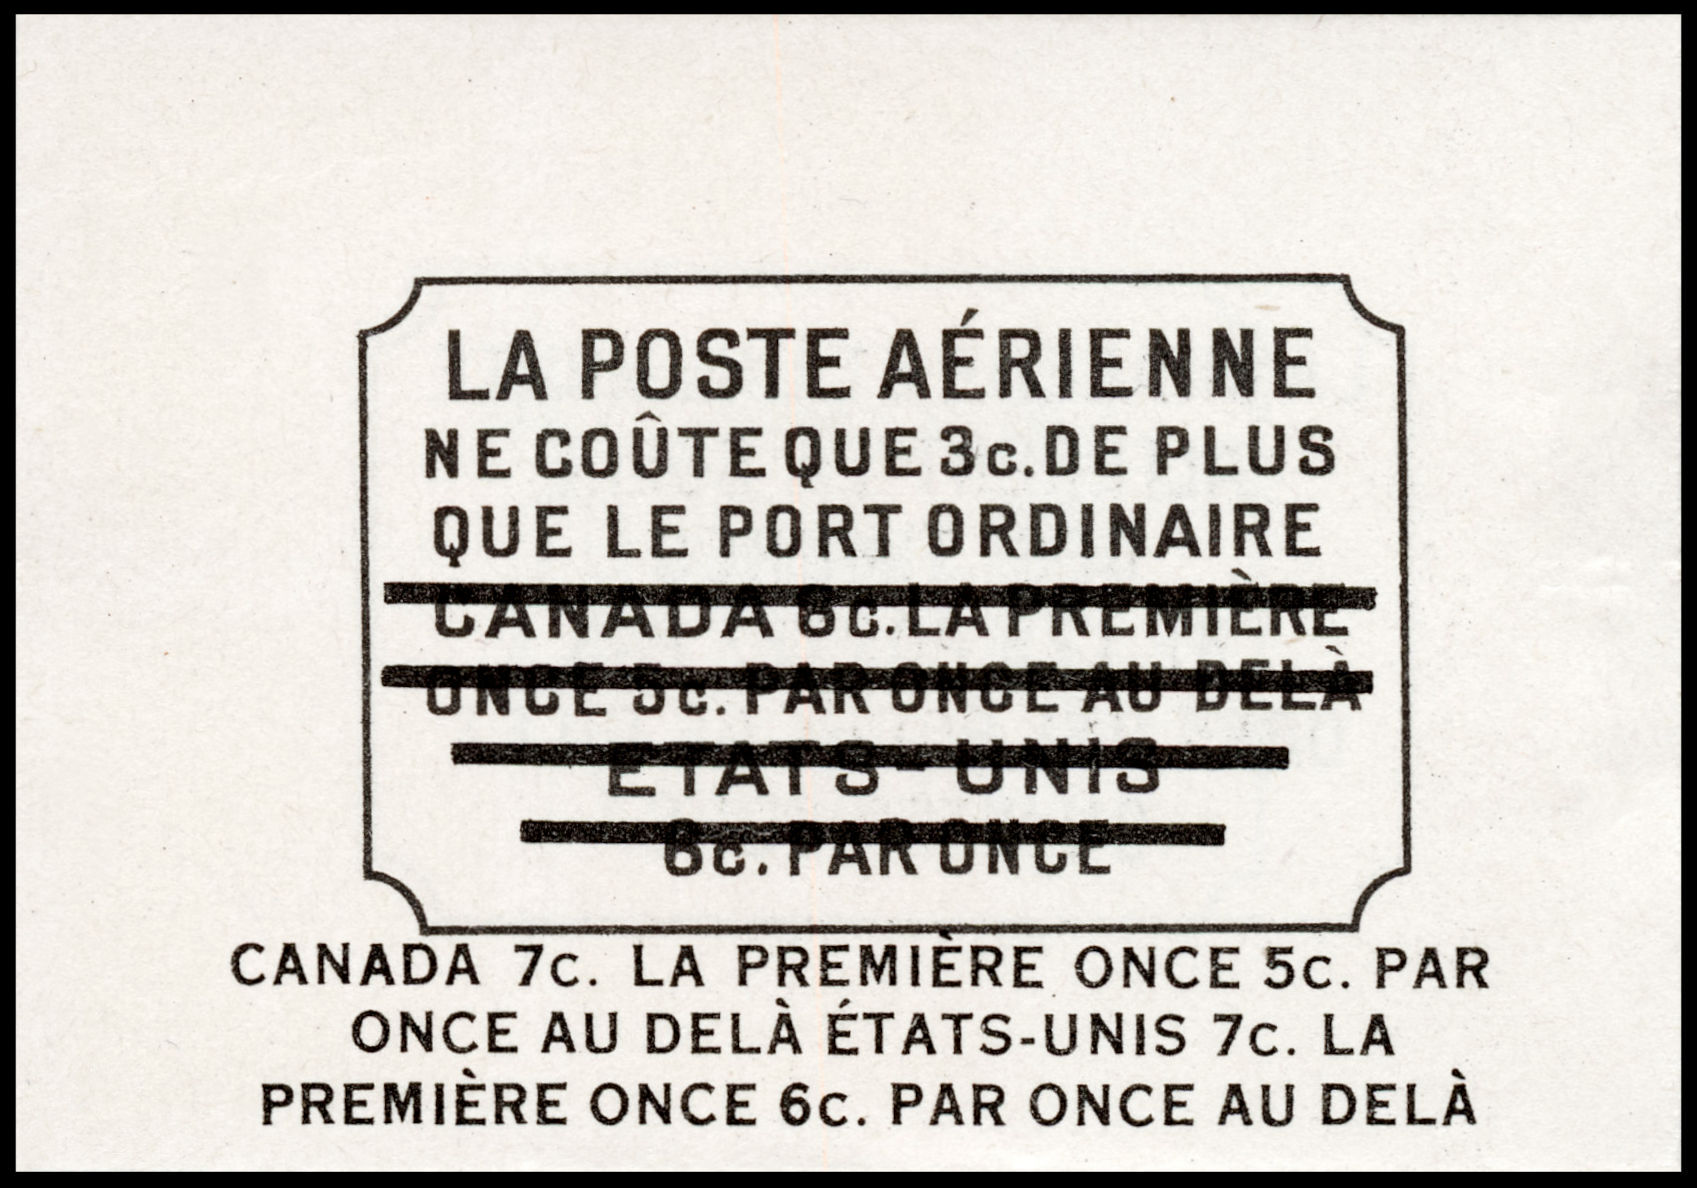 LA POSTE AÉRIENNE
NE COÛTE QUE 3c. DE PLUS
QUE LE PORT ORDINAIRE
CANADA 6c. LA PREMIÈRE
ONCE 5c. PAR ONCE AU DELÀ
ETATS-UNIS
6c. PAR ONCE
CANADA 7c. LA PREMIÈRE ONCE 5c. PAR
ONCE AU DELÀ ÉTATS-UNIS 7c. LA
PREMIÈRE ONCE 6c. PAR ONCE AU DELÀ